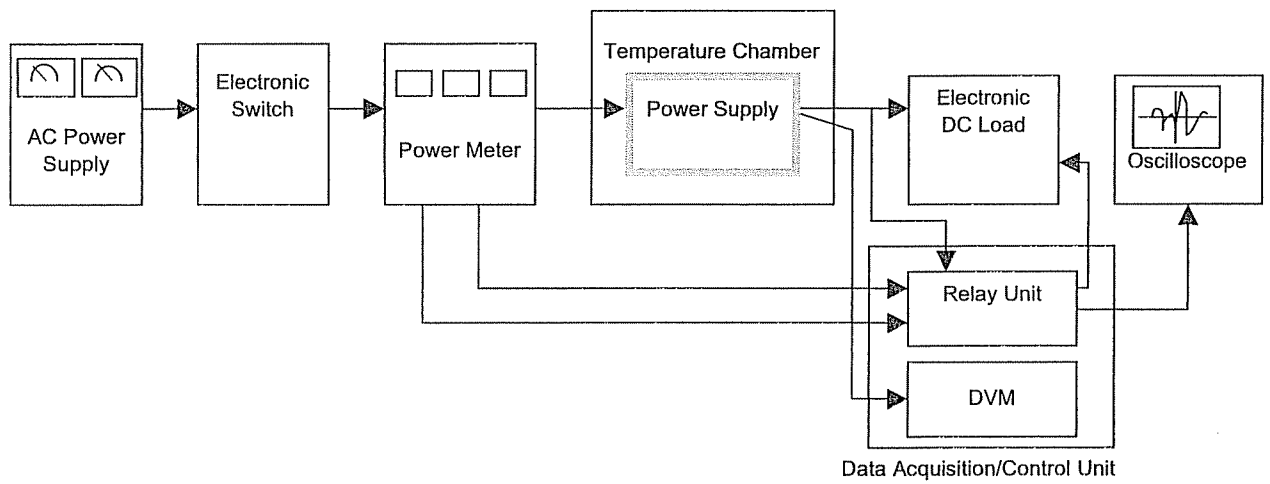 AC Power
Supply
Electronic
Switch
Power Meter
Temperature Chamber
Power Supply
Electronic
DC Load
Oscilloscope
Relay Unit
DVM
Data Acquisition/Control Unit